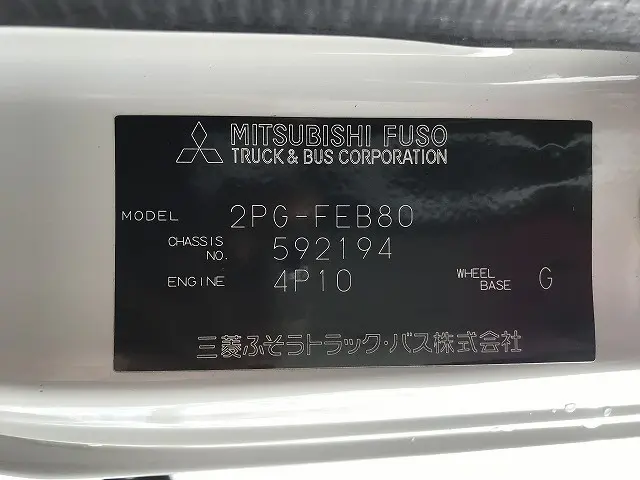 MITSUBISHI FUSO
TRUCK & BUS CORPORATION
MODEL 2PG-FEB80
CHASSIS NO. 592194
ENGINE 4P10 WHEEL BASE G
三菱ふそうトラック・バス株式会社